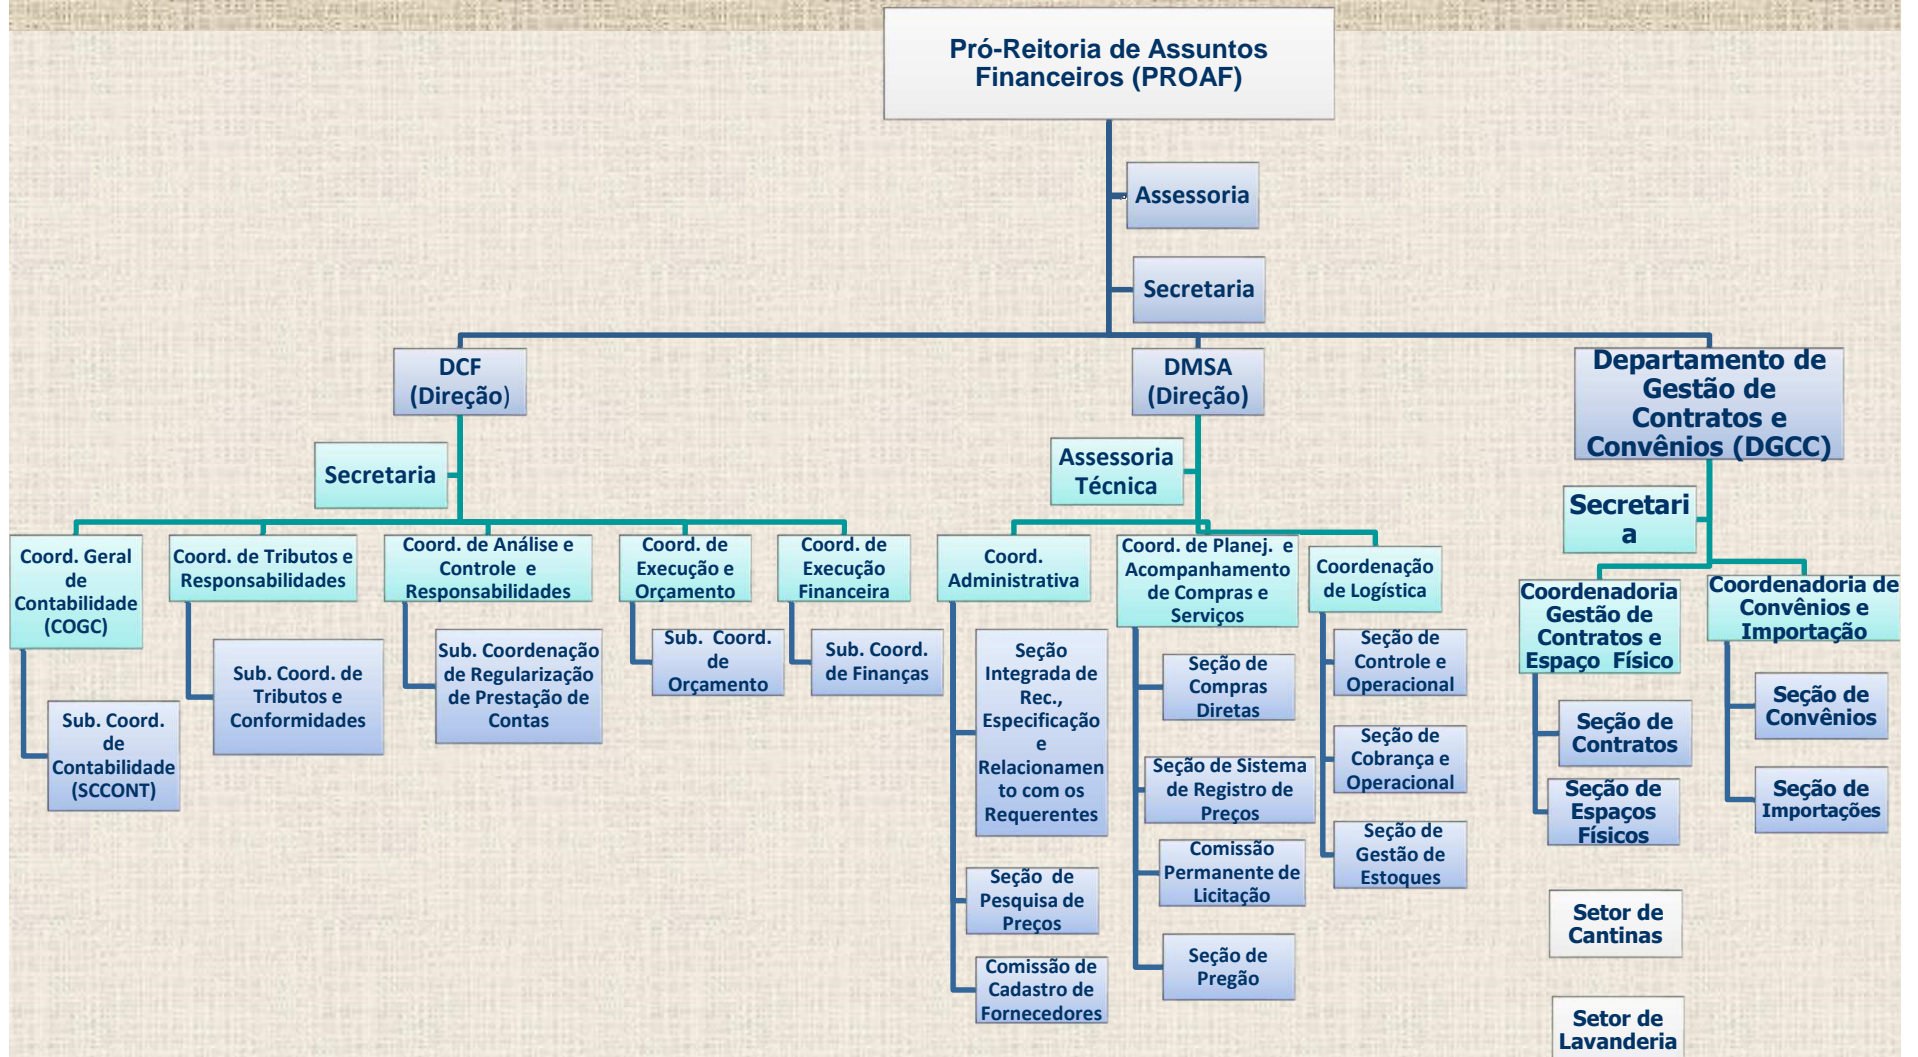 Pró-Reitoria de Assuntos
Financeiros (PROAF)
Assessoria
Secretaria
DCF
(Direção)
DMSA
(Direção)
Departamento de
Gestão de
Contratos e
Convênios (DGCC)
Secretaria
Assessoria
Técnica
Secretari
a
Coord. Geral
de
Contabilidade
(COGC)
Coord. de Tributos e
Responsabilidades
Coord. de Análise e
Controle e
Responsabilidades
Coord. de
Execução e
Orçamento
Coord. de
Execução
Financeira
Coord.
Administrativa
Coord. de Planej. e
Acompanhamento
de Compras e
Serviços
Coordenação
de Logística
Coordenadoria
Gestão de
Contratos e
Espaço Físico
Coordenadoria de
Convênios e
Importação
Sub. Coord.
de
Contabilidade
(SCCONT)
Sub. Coord. de
Tributos e
Conformidades
Sub. Coordenação
de Regularização
de Prestação de
Contas
Sub. Coord.
de
Orçamento
Sub. Coord.
de Finanças
Seção
Integrada de
Rec.,
Especificação
e
Relacionamen
to com os
Requerentes
Seção de
Pesquisa de
Preços
Comissão de
Cadastro de
Fornecedores
Seção de
Compras
Diretas
Seção de Sistema
de Registro de
Preços
Comissão
Permanente de
Licitação
Seção de
Pregão
Seção de
Controle e
Operacional
Seção de
Cobrança e
Operacional
Seção de
Gestão de
Estoques
Seção de
Contratos
Seção de
Espaços
Físicos
Seção de
Convênios
Seção de
Importações
Setor de
Cantinas
Setor de
Lavanderia